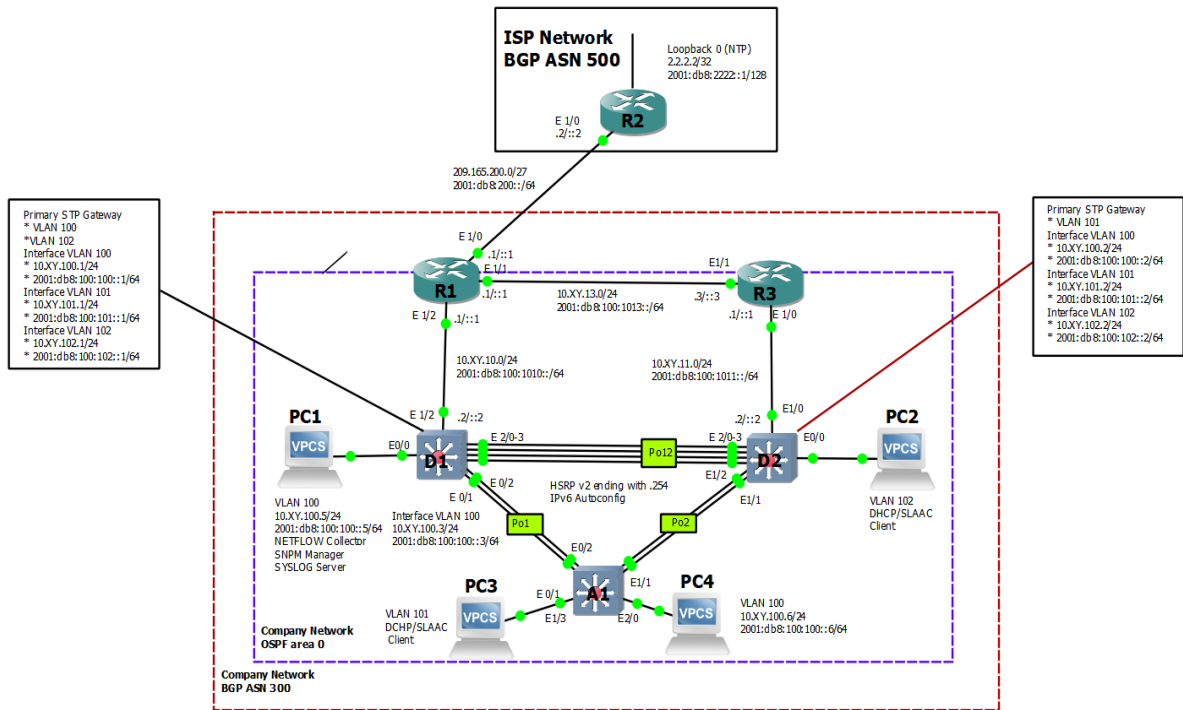 ISP Network
BGP ASN 500
Loopback 0 (NTP)
2.2.2.2/32
2001:db8:2222::1/128
E 1/0
.2/::2
R2
209.165.200.0/27
2001:db8:200::/64
Primary STP Gateway
* VLAN 100
*VLAN 102
Interface VLAN 100
* 10.XY.100.1/24
* 2001:db8:100:100::1/64
Interface VLAN 101
* 10.XY.101.1/24
* 2001:db8:100:101::1/64
Interface VLAN 102
* 10.XY.102.1/24
* 2001:db8:100:102::1/64
Primary STP Gateway
* VLAN 101
Interface VLAN 100
* 10.XY.100.2/24
* 2001:db8:100:100::2/64
Interface VLAN 101
* 10.XY.101.2/24
* 2001:db8:100:101::2/64
Interface VLAN 102
* 10.XY.102.2/24
* 2001:db8:100:102::2/64
E 1/0
.1/::1
E 1/1
R1
.1/::1
E 1/2
.1/::1
10.XY.13.0/24
2001:db8:100:1013::/64
E1/1
.3/::3
R3
.1/::1
E 1/0
10.XY.10.0/24
2001:db8:100:1010::/64
10.XY.11.0/24
2001:db8:100:1011::/64
E 1/2
.2/::2
E1/0
.2/::2
PC1
VPCS
E0/0
D1
E 2/0-3
Po12
E 2/0-3
D2
E0/0
PC2
VPCS
E 0/2
E 0/1
HSRP v2 ending with .254
IPv6 Autoconfig
E1/2
E1/1
VLAN 100
10.XY.100.5/24
2001:db8:100:100::5/64
NETFLOW Collector
SNPM Manager
SYSLOG Server
Interface VLAN 100
10.XY.100.3/24
2001:db8:100:100::3/64
VLAN 102
DHCP/SLAAC
Client
Po1
Po2
E0/2
A1
E1/1
PC3
VPCS
E 0/1
E1/3
E2/0
PC4
VPCS
VLAN 101
DCHP/SLAAC
Client
VLAN 100
10.XY.100.6/24
2001:db8:100:100::6/64
Company Network
OSPF area 0
Company Network
BGP ASN 300